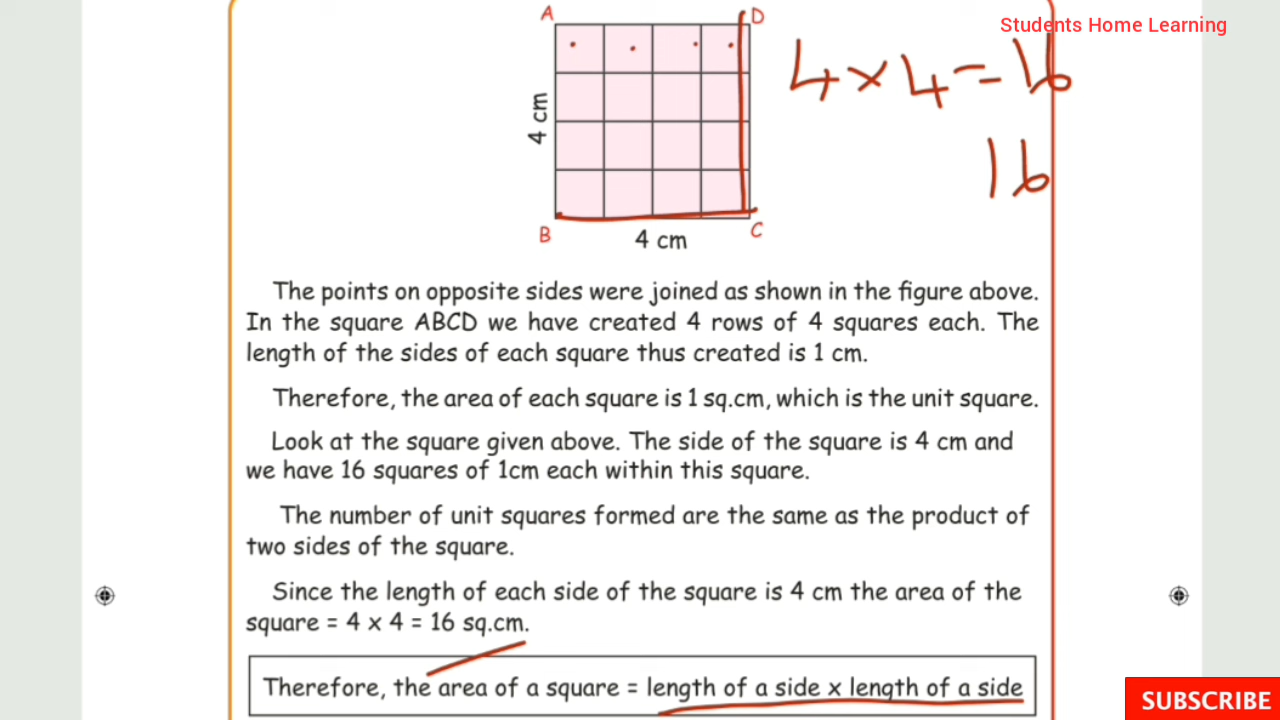 Students Home Learning
A
D
4 × 4 = 16
4 cm
16
B
C
4 cm
The points on opposite sides were joined as shown in the figure above.
In the square ABCD we have created 4 rows of 4 squares each. The
length of the sides of each square thus created is 1 cm.
Therefore, the area of each square is 1 sq.cm, which is the unit square.
Look at the square given above. The side of the square is 4 cm and
we have 16 squares of 1cm each within this square.
The number of unit squares formed are the same as the product of
two sides of the square.
Since the length of each side of the square is 4 cm the area of the
square = 4 x 4 = 16 sq.cm.
Therefore, the area of a square = length of a side x length of a side
SUBSCRIBE